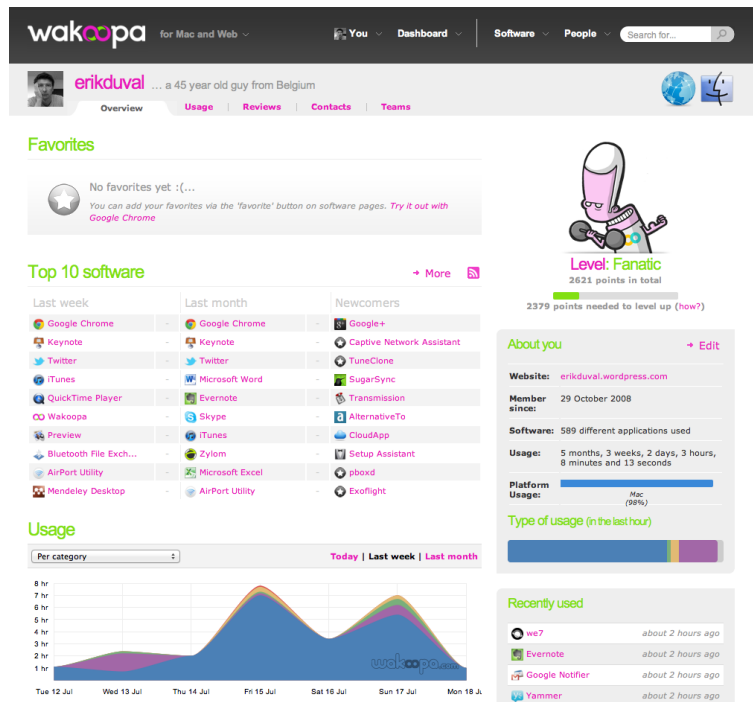 wakoopa for Mac and Web You Dashboard Software People Search for...
erikduval ... a 45 year old guy from Belgium
Overview Usage Reviews Contacts Teams
Favorites
No favorites yet :(...
You can add your favorites via the 'favorite' button on software pages. Try it out with
Google Chrome
Top 10 software → More
Last week Last month Newcomers
Google Chrome – Google Chrome – Google+
Keynote – Keynote – Captive Network Assistant
Twitter – Twitter – TuneClone
iTunes – Microsoft Word – SugarSync
QuickTime Player – Evernote – Transmission
Wakoopa – Skype – AlternativeTo
Preview – iTunes – CloudApp
Bluetooth File Exch... – Zylom – Setup Assistant
AirPort Utility – Microsoft Excel – pboxd
Mendeley Desktop – AirPort Utility – Exoflight
Usage
Per category Today | Last week | Last month
8 hr
7 hr
6 hr
5 hr
4 hr
3 hr
2 hr
1 hr
wakoopa.com
Tue 12 Jul Wed 13 Jul Thu 14 Jul Fri 15 Jul Sat 16 Jul Sun 17 Jul Mon 18 Ju
Level: Fanatic
2621 points in total
2379 points needed to level up (how?)
About you → Edit
Website: erikduval.wordpress.com
Member since: 29 October 2008
Software: 589 different applications used
Usage: 5 months, 3 weeks, 2 days, 3 hours,
8 minutes and 13 seconds
Platform
Usage: Mac
(98%)
Type of usage (in the last hour)
Recently used
we7 about 2 hours ago
Evernote about 2 hours ago
Google Notifier about 2 hours ago
Yammer about 2 hours ago